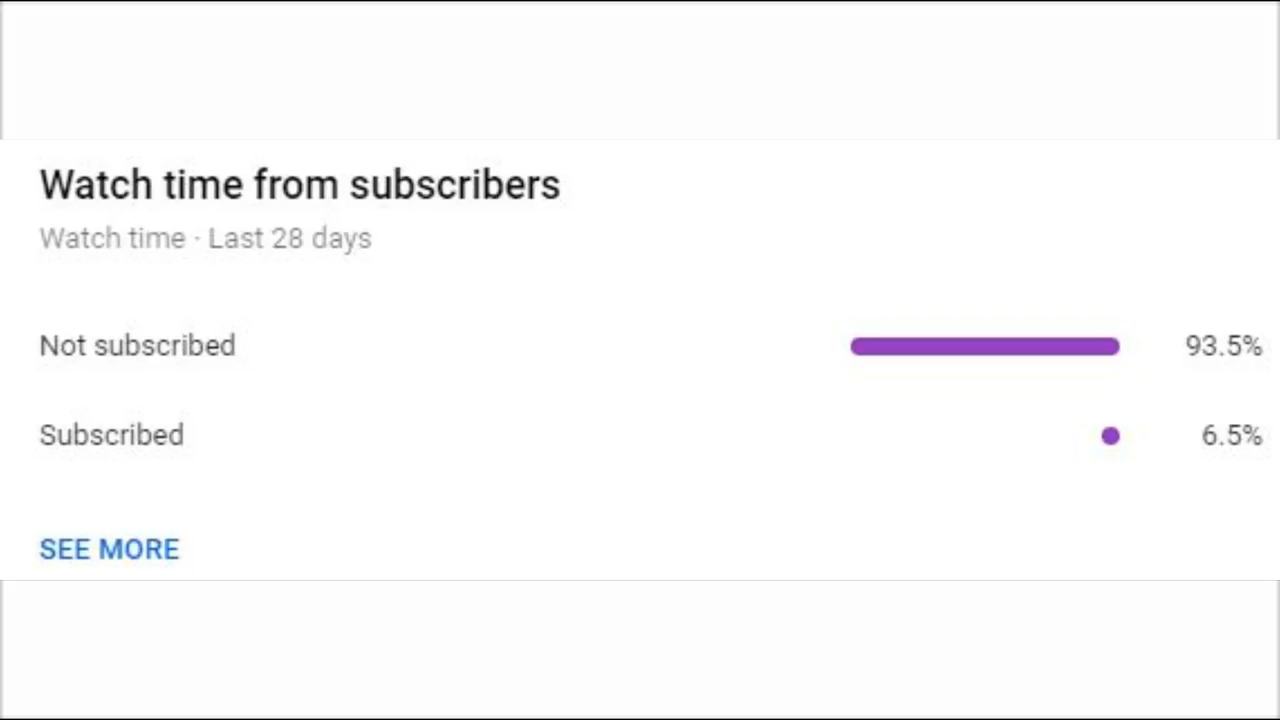 Watch time from subscribers
Watch time · Last 28 days
Not subscribed 93.5%
Subscribed 6.5%
SEE MORE